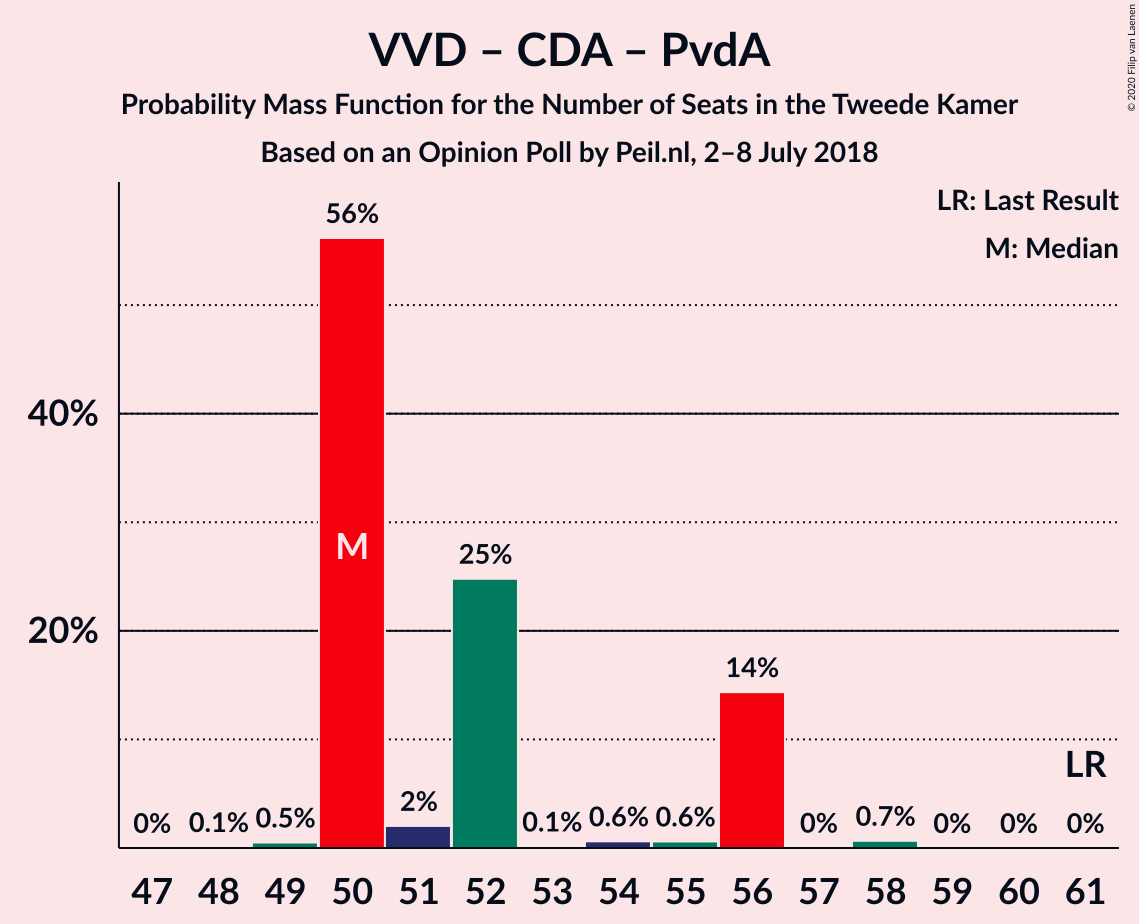 VVD – CDA – PvdA
Probability Mass Function for the Number of Seats in the Tweede Kamer
Based on an Opinion Poll by Peil.nl, 2–8 July 2018
© 2020 Filip van Laenen
LR: Last Result
M: Median
56%
40%
M
25%
20%
14%
LR
0% 0.1% 0.5% 2% 0.1% 0.6% 0.6% 0% 0.7% 0% 0% 0%
47 48 49 50 51 52 53 54 55 56 57 58 59 60 61